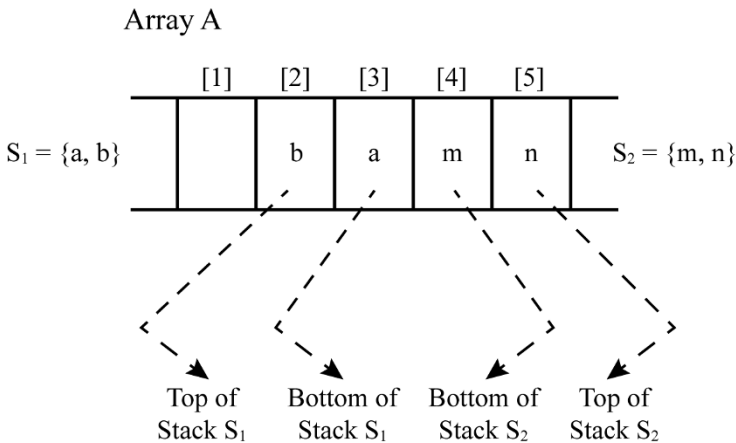 Array A
[1] [2] [3] [4] [5]
S₁ = {a, b} b a m n S₂ = {m, n}
Top of Bottom of Bottom of Top of
Stack S₁ Stack S₁ Stack S₂ Stack S₂